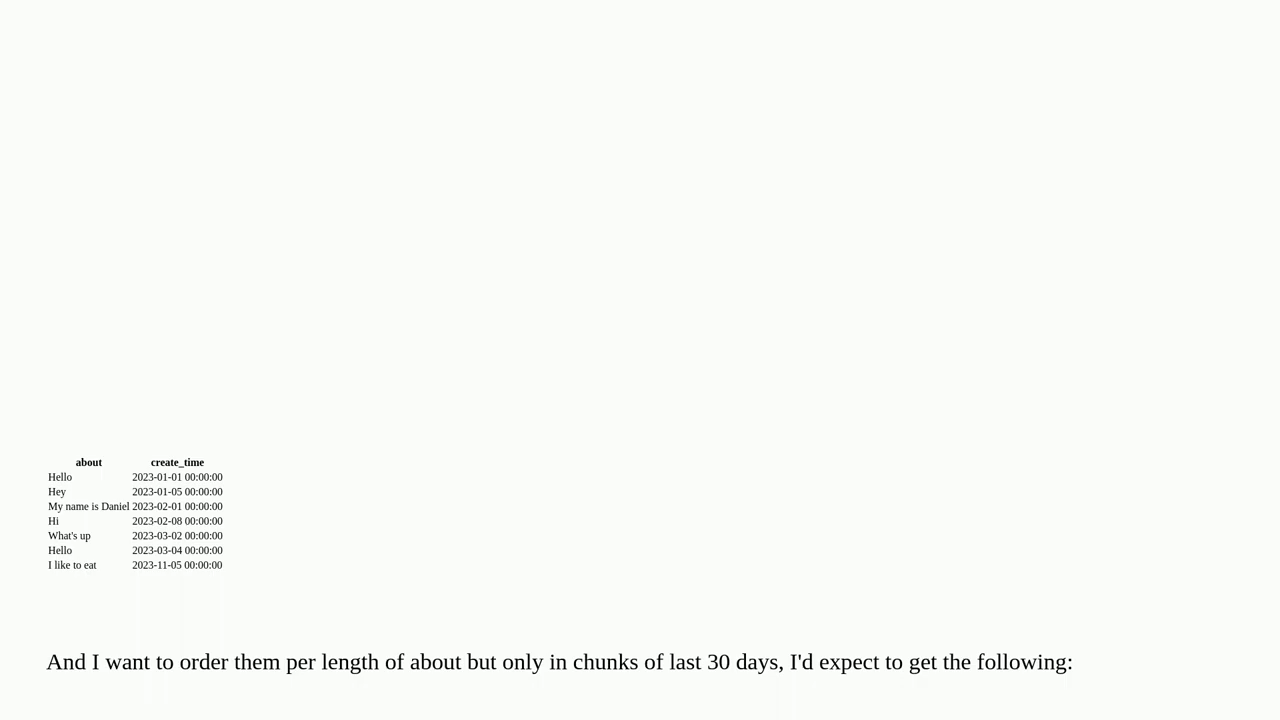 about create_time
Hello 2023-01-01 00:00:00
Hey 2023-01-05 00:00:00
My name is Daniel 2023-02-01 00:00:00
Hi 2023-02-08 00:00:00
What's up 2023-03-02 00:00:00
Hello 2023-03-04 00:00:00
I like to eat 2023-11-05 00:00:00
And I want to order them per length of about but only in chunks of last 30 days, I'd expect to get the following: